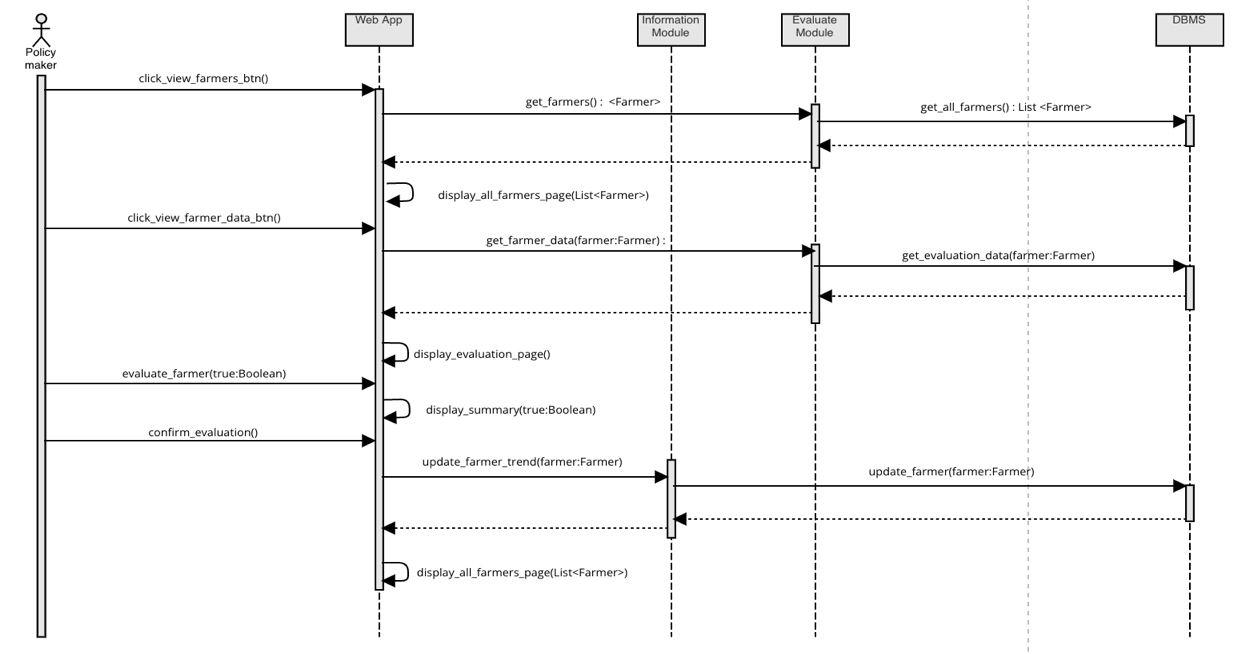 Policy
maker
Web App
Information
Module
Evaluate
Module
DBMS
click_view_farmers_btn()
get_farmers() :  <Farmer>
get_all_farmers() : List <Farmer>
display_all_farmers_page(List<Farmer>)
click_view_farmer_data_btn()
get_farmer_data(farmer:Farmer) :
get_evaluation_data(farmer:Farmer)
display_evaluation_page()
evaluate_farmer(true:Boolean)
display_summary(true:Boolean)
confirm_evaluation()
update_farmer_trend(farmer:Farmer)
update_farmer(farmer:Farmer)
display_all_farmers_page(List<Farmer>)